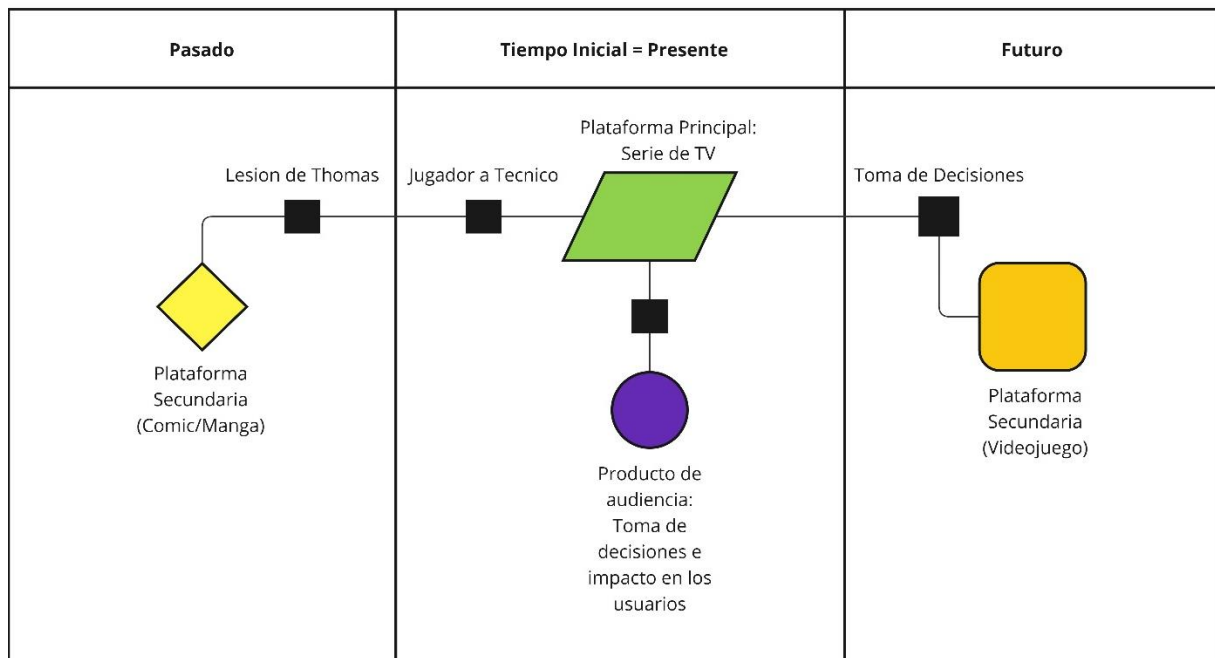 Pasado
Tiempo Inicial = Presente
Futuro
Lesion de Thomas
Jugador a Tecnico
Plataforma Principal:
Serie de TV
Toma de Decisiones
Plataforma
Secundaria
(Comic/Manga)
Producto de
audiencia:
Toma de
decisiones e
impacto en los
usuarios
Plataforma
Secundaria
(Videojuego)